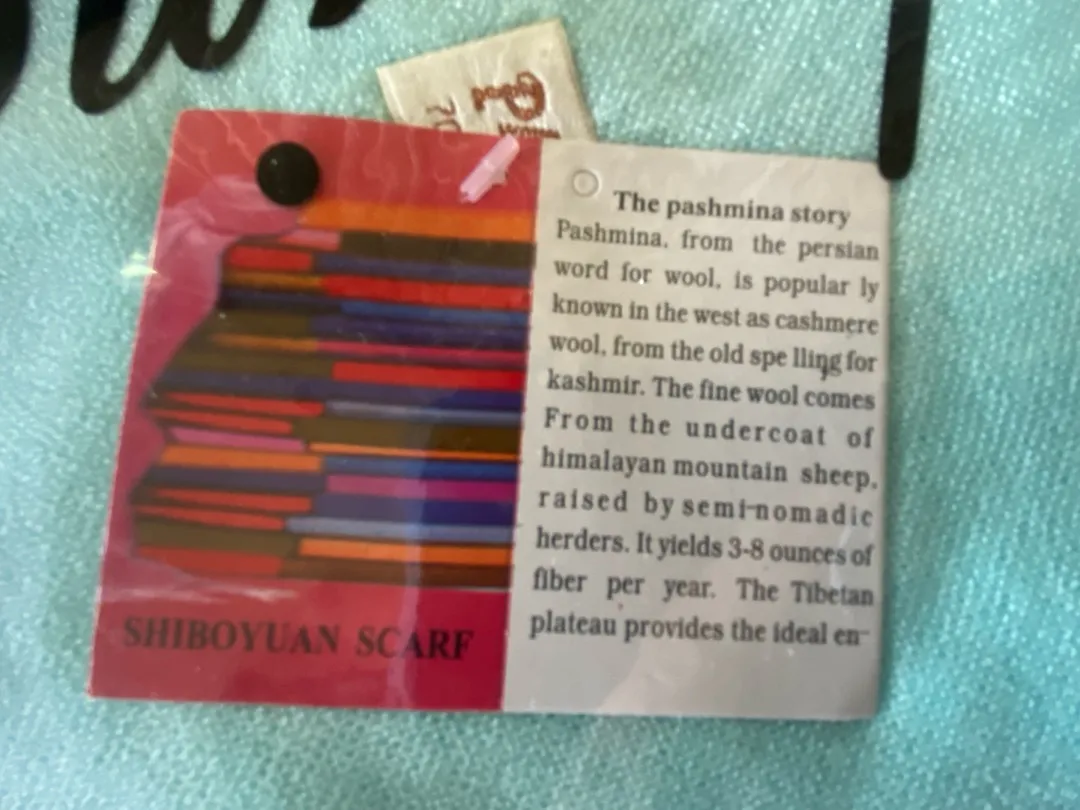 SHIBOYUAN SCARF
The pashmina story
Pashmina, from the persian
word for wool, is popular ly
known in the west as cashmere
wool, from the old spe lling for
kashmir. The fine wool comes
From the undercoat of
himalayan mountain sheep,
raised by semi-nomadic
herders. It yields 3-8 ounces of
fiber per year. The Tibetan
plateau provides the ideal en-